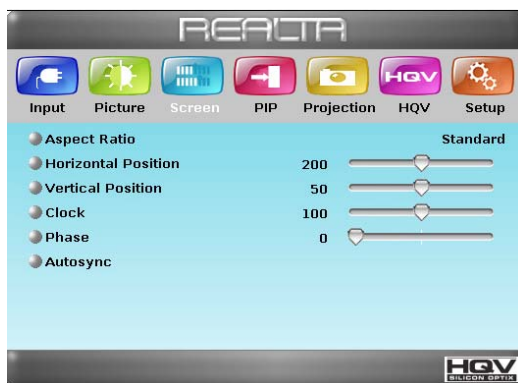 REALTA
HQV
Input Picture Screen PIP Projection HQV Setup
Aspect Ratio Standard
Horizontal Position 200
Vertical Position 50
Clock 100
Phase 0
Autosync
HQV
SILICON OPTIX